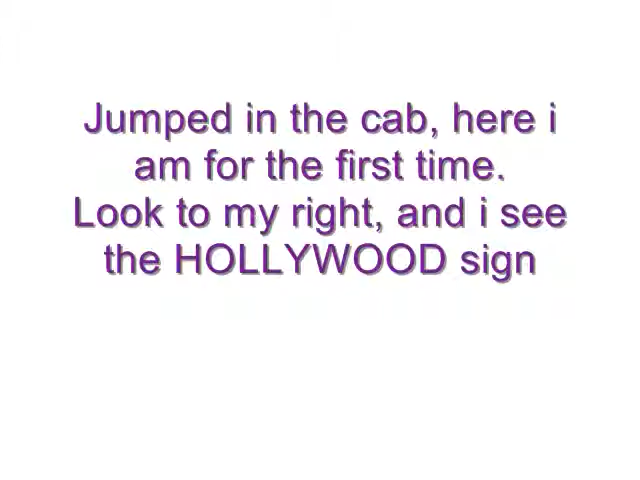 Jumped in the cab, here i
am for the first time.
Look to my right, and i see
the HOLLYWOOD sign